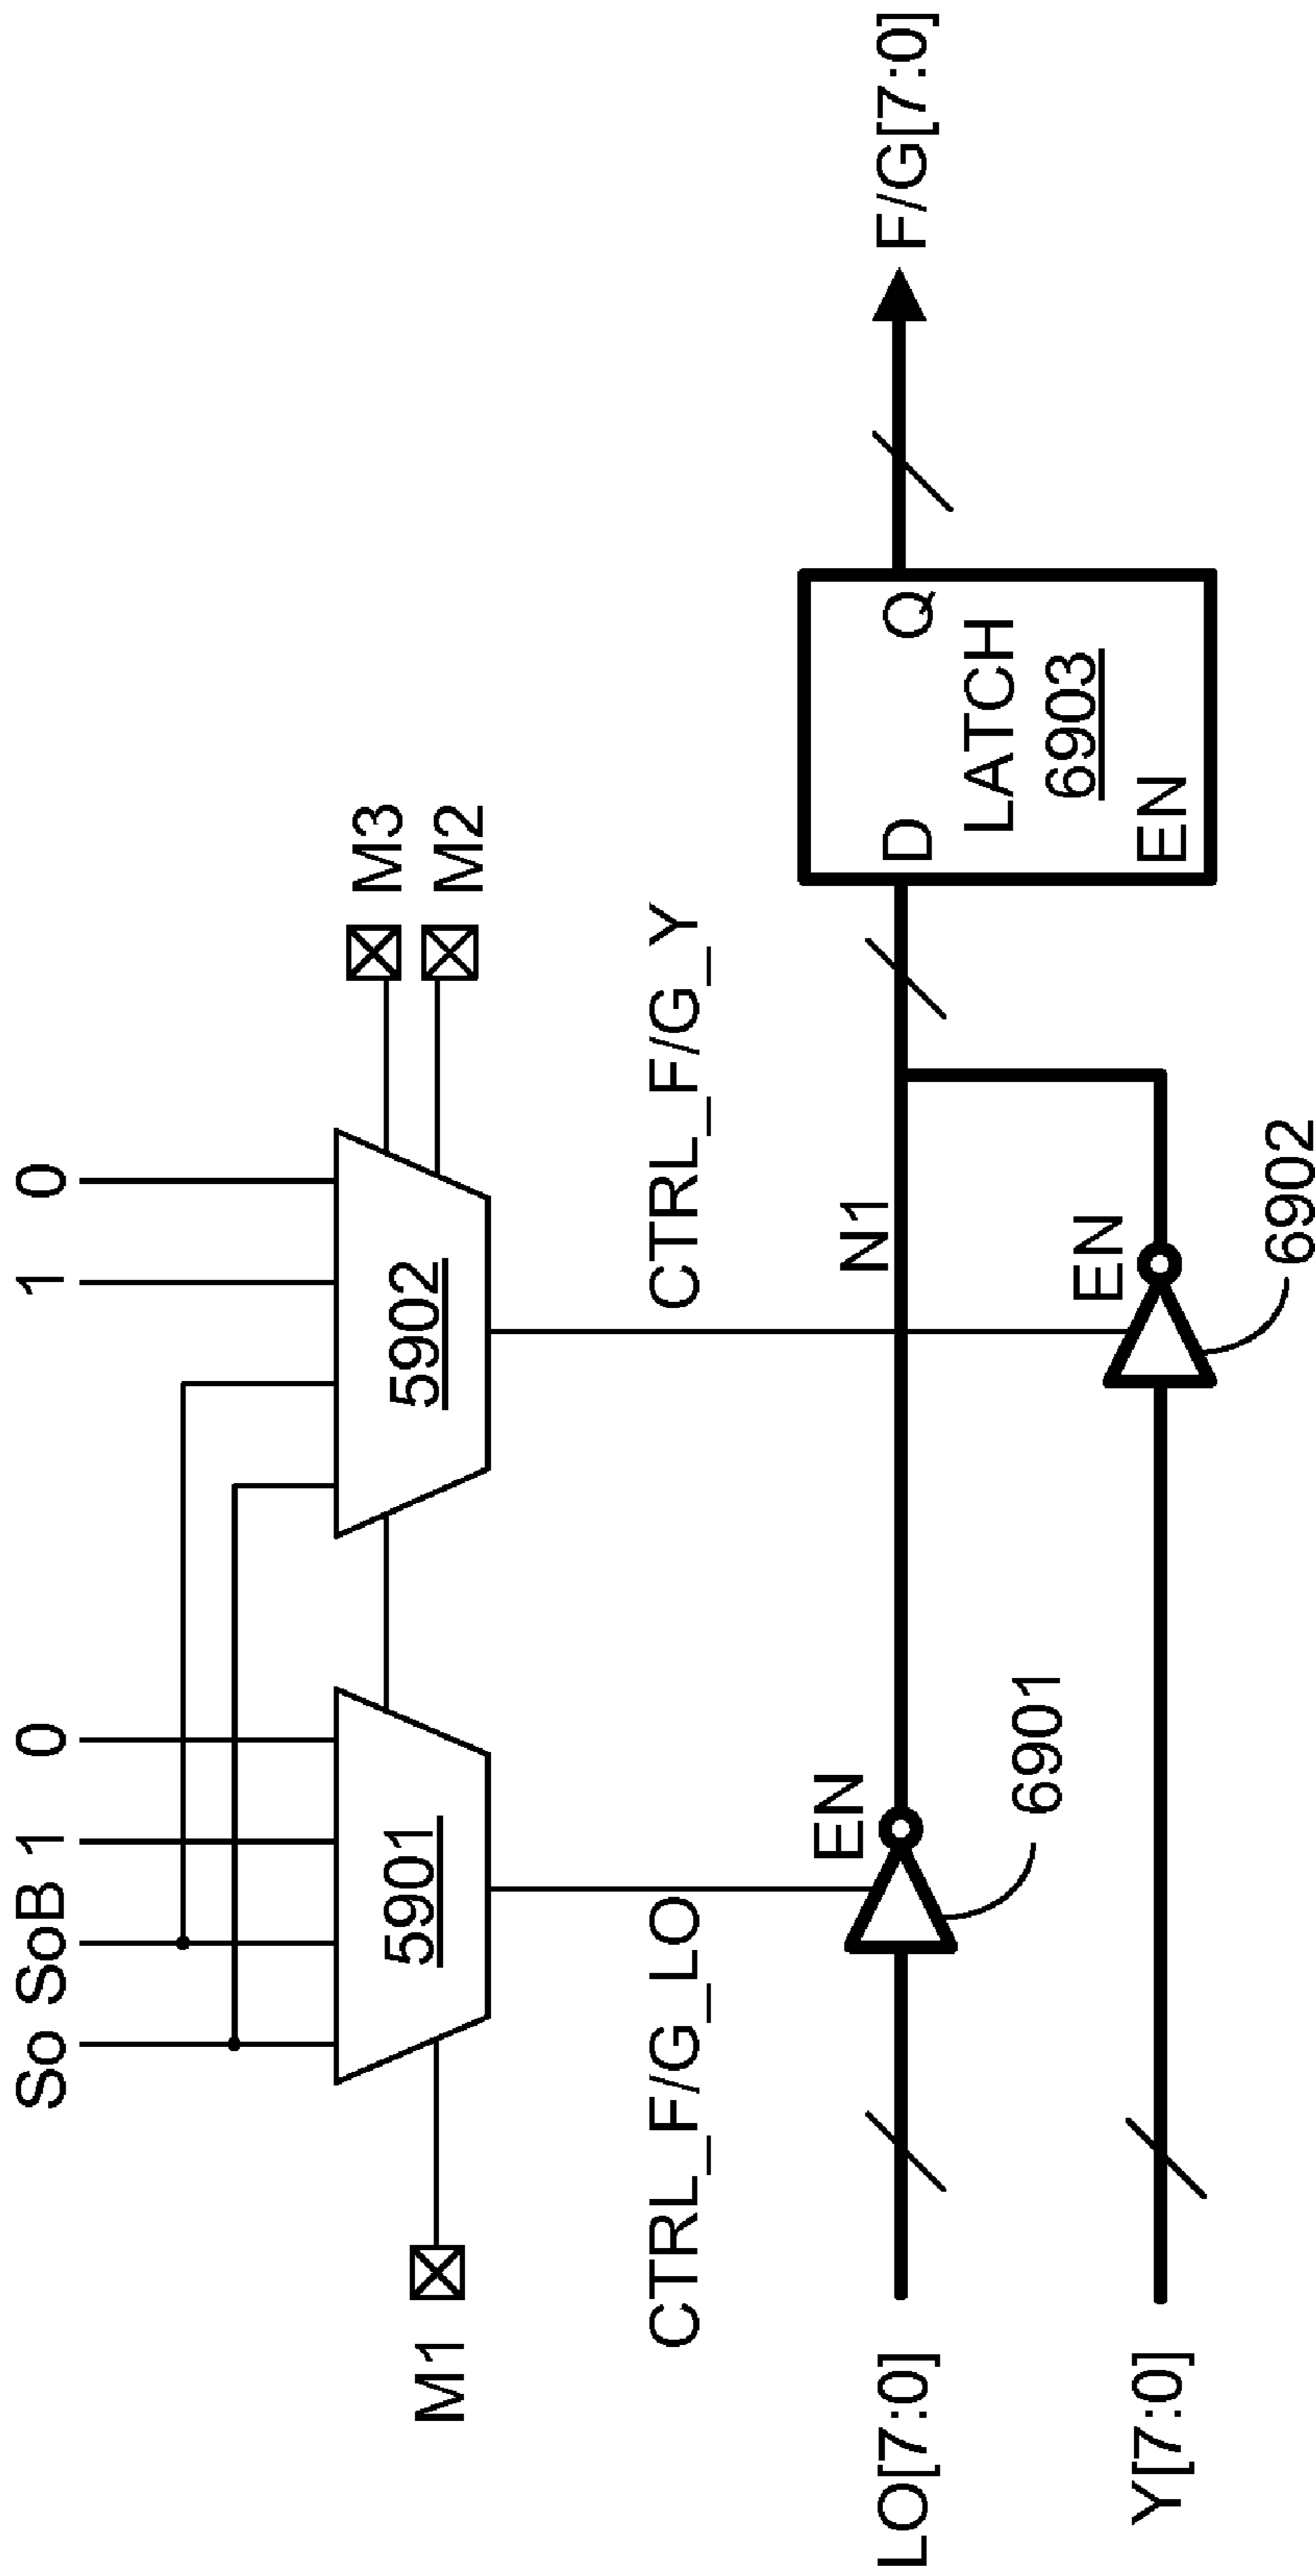 So SoB 1 0 1 0
M3
M1 5901 5902 M2
CTRL_F/G_LO CTRL_F/G_Y
EN N1
LO[7:0] D Q F/G[7:0]
6901 LATCH
6903
EN EN
Y[7:0]
6902